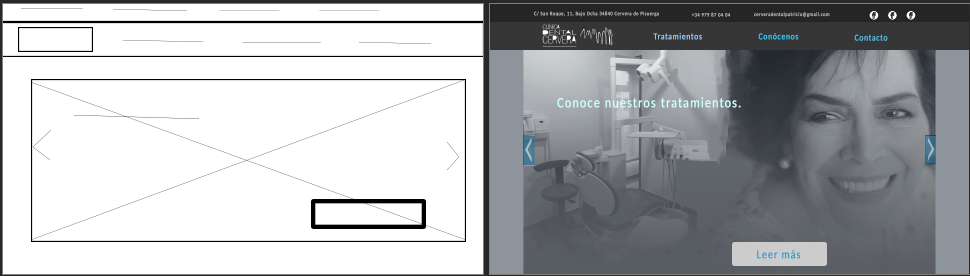 C/ San Roque, 11, Bajo Dcha 34840 Cervera de Pisuerga
+34 979 87 04 04
cerveradentalpatricia@gmail.com
CLÍNICA
DENTAL
CERVERA
Tratamientos
Conócenos
Contacto
Conoce nuestros tratamientos.
Leer más